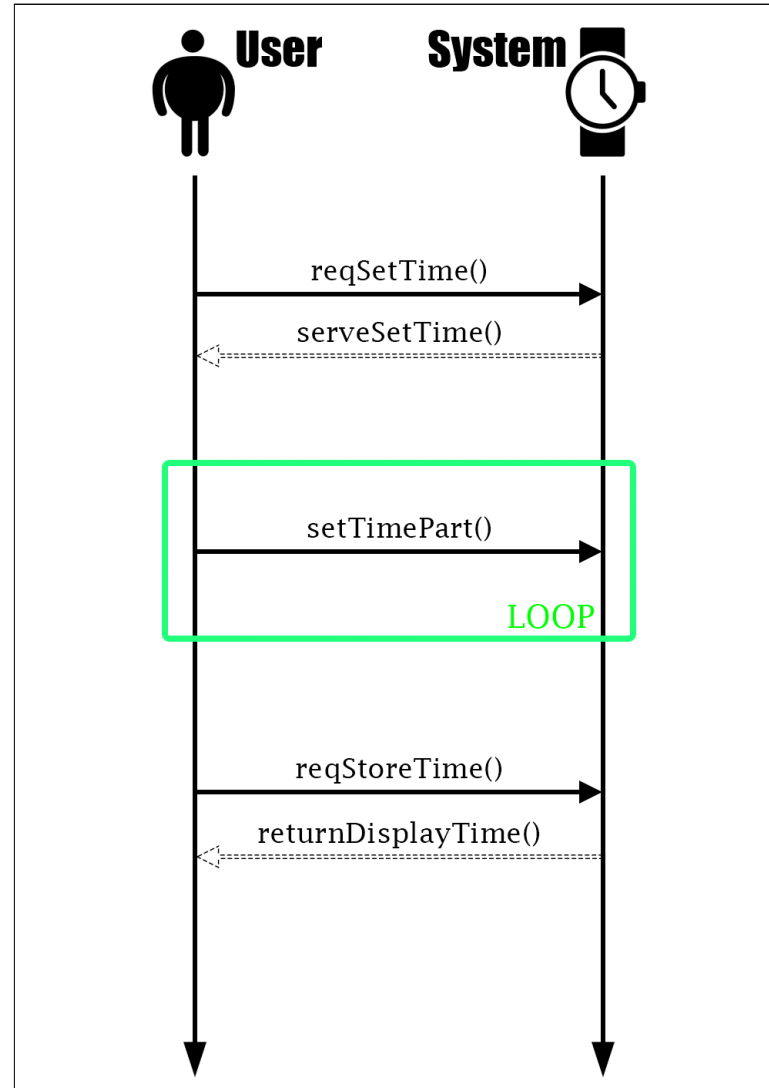 User System
reqSetTime()
serveSetTime()
setTimePart()
LOOP
reqStoreTime()
returnDisplayTime()